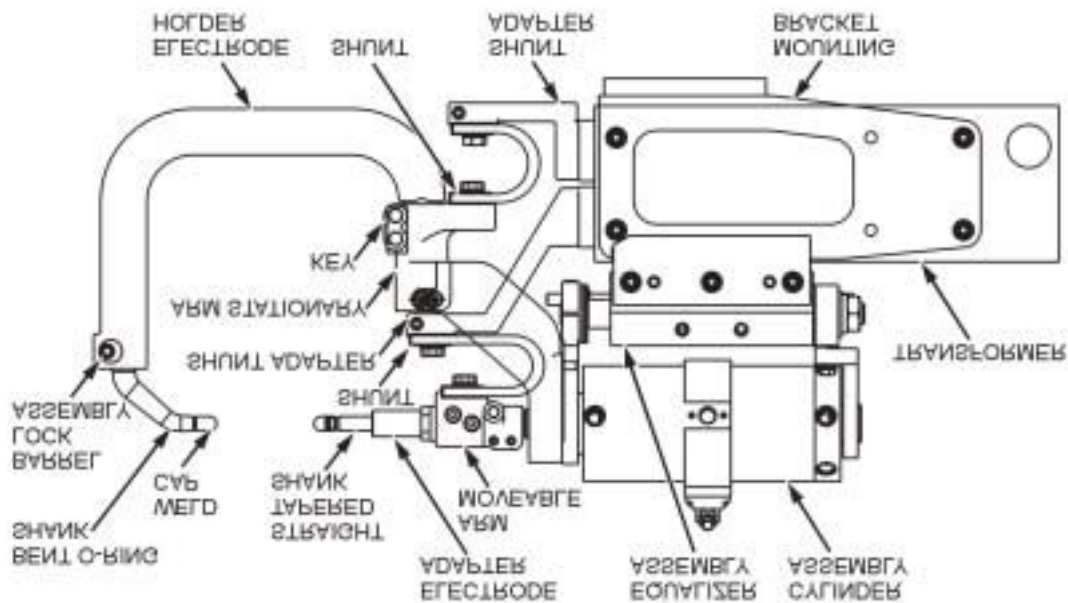 ELECTRODE
ADAPTER
EQUALIZER
ASSEMBLY
CYLINDER
ASSEMBLY
BENT O-RING
SHANK
WELD
CAP
STRAIGHT
TAPERED
SHANK
ARM
MOVEABLE
BARREL
LOCK
ASSEMBLY
SHUNT
SHUNT ADAPTER
TRANSFORMER
ARM STATIONARY
KEY
ELECTRODE
HOLDER
SHUNT
SHUNT
ADAPTER
MOUNTING
BRACKET